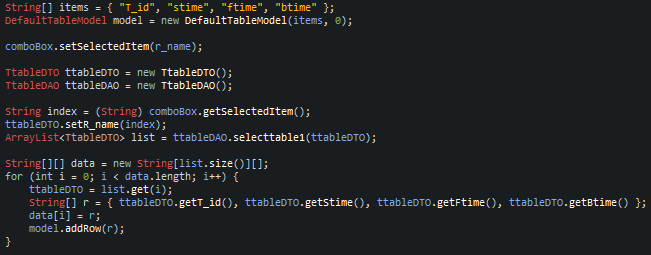 String[] items = { "T_id", "stime", "ftime", "btime" };
DefaultTableModel model = new DefaultTableModel(items, 0);
comboBox.setSelectedItem(r_name);
TtableDTO ttableDTO = new TtableDTO();
TtableDAO ttableDAO = new TtableDAO();
String index = (String) comboBox.getSelectedItem();
ttableDTO.setR_name(index);
ArrayList<TtableDTO> list = ttableDAO.selecttable1(ttableDTO);
String[][] data = new String[list.size()][];
for (int i = 0; i < data.length; i++) {
    ttableDTO = list.get(i);
    String[] r = { ttableDTO.getT_id(), ttableDTO.getStime(), ttableDTO.getFtime(), ttableDTO.getBtime() };
    data[i] = r;
    model.addRow(r);
}